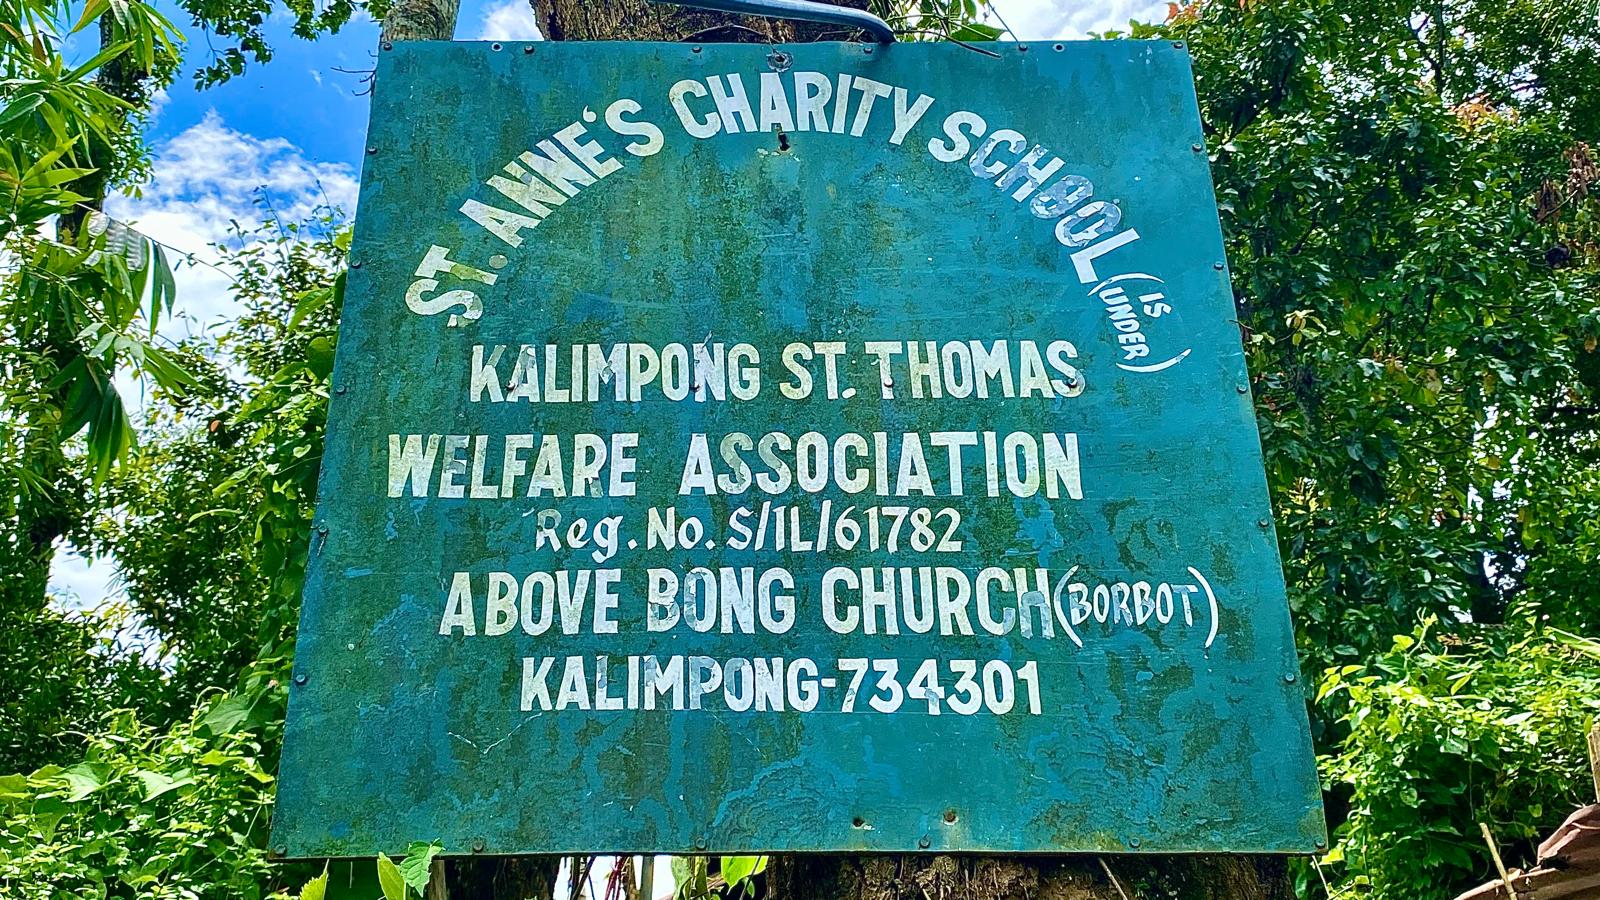 ST. ANNE'S CHARITY SCHOOL (IS UNDER)
KALIMPONG ST. THOMAS
WELFARE ASSOCIATION
Reg. No. S/1L/61782
ABOVE BONG CHURCH (BORBOT)
KALIMPONG-734301